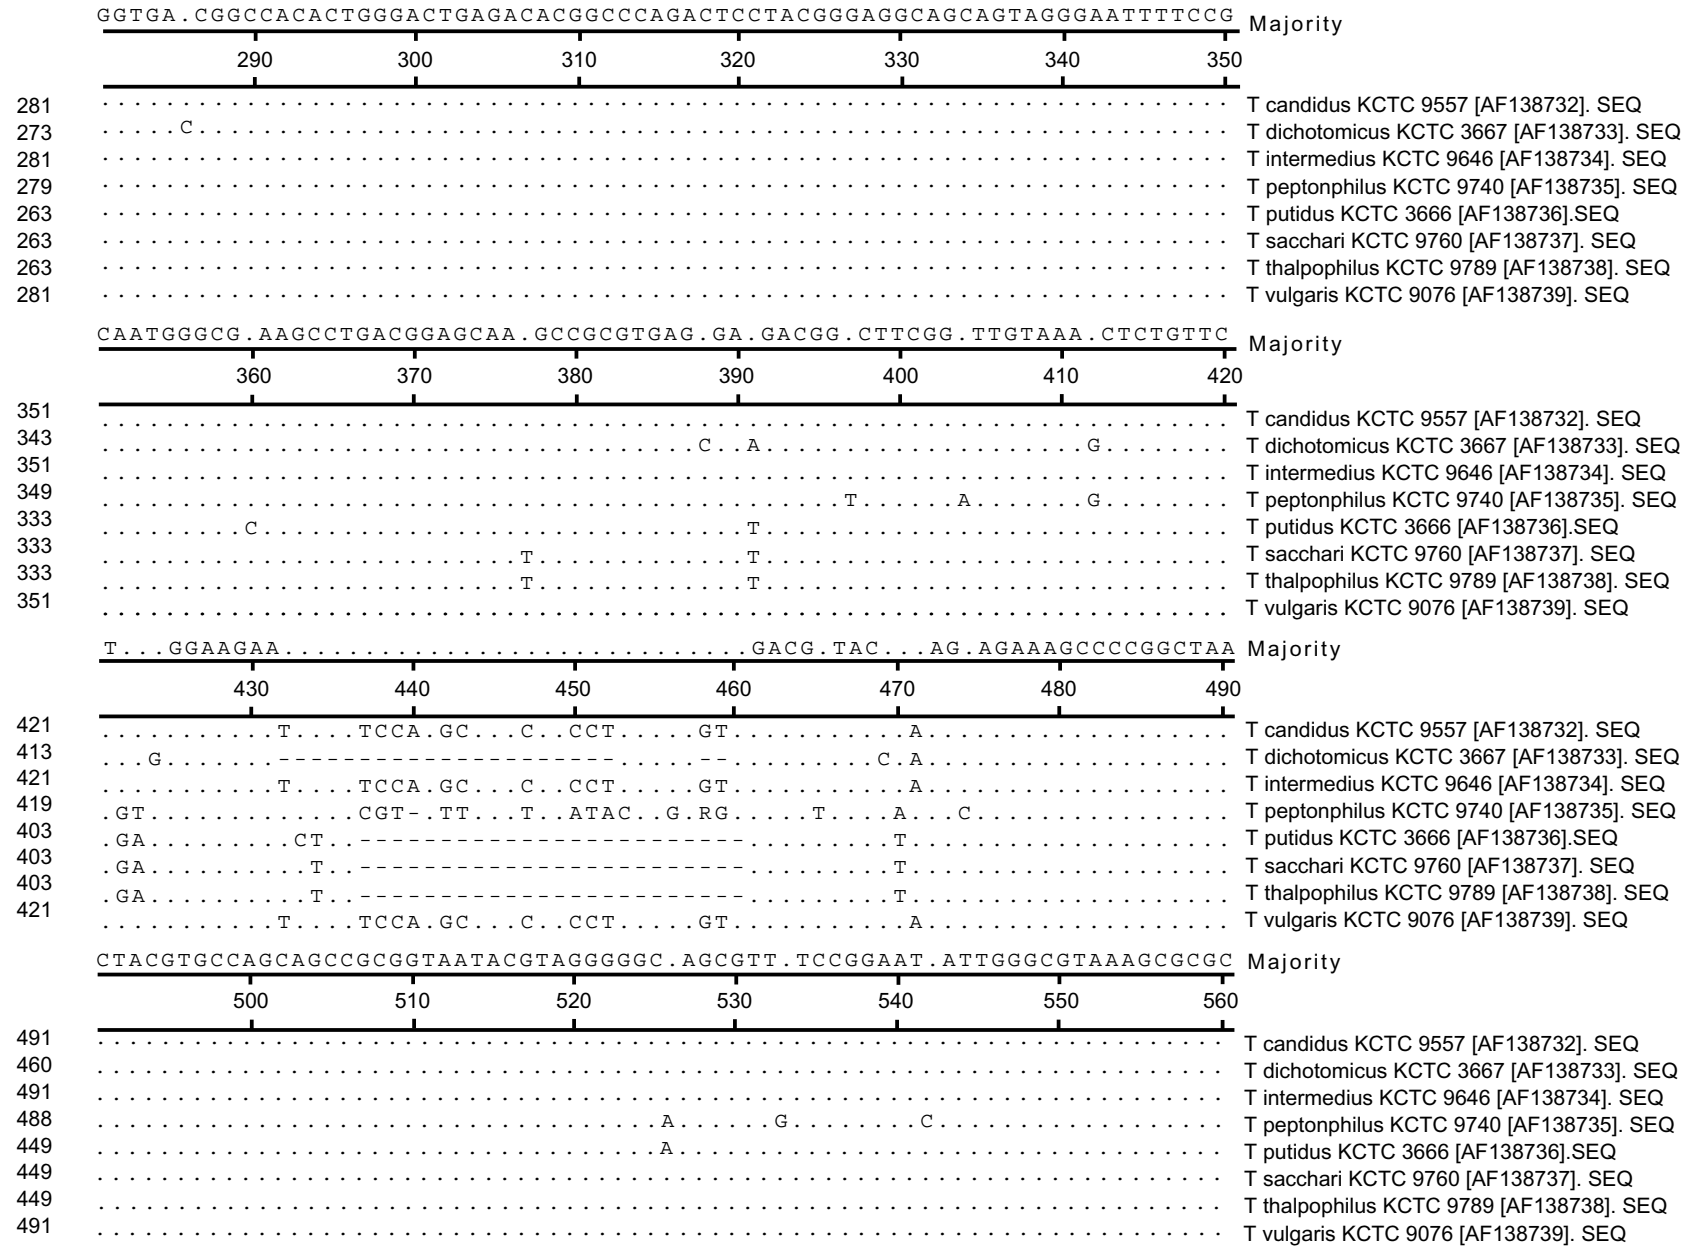 GGTGA.CGGCCACACTGGGACTGAGACACGGCCCAGACTCCTACGGGAGGCAGCAGTAGGGAATTTTCCG Majority
290 300 310 320 330 340 350
281 ...................................................................... T candidus KCTC 9557 [AF138732]. SEQ
273 .....C................................................................ T dichotomicus KCTC 3667 [AF138733]. SEQ
281 ...................................................................... T intermedius KCTC 9646 [AF138734]. SEQ
279 ...................................................................... T peptonphilus KCTC 9740 [AF138735]. SEQ
263 ...................................................................... T putidus KCTC 3666 [AF138736].SEQ
263 ...................................................................... T sacchari KCTC 9760 [AF138737]. SEQ
263 ...................................................................... T thalpophilus KCTC 9789 [AF138738]. SEQ
281 ...................................................................... T vulgaris KCTC 9076 [AF138739]. SEQ
CAATGGGCG.AAGCCTGACGGAGCAA.GCCGCGTGAG.GA.GACGG.CTTCGG.TTGTAAA.CTCTGTTC Majority
360 370 380 390 400 410 420
351 ...................................................................... T candidus KCTC 9557 [AF138732]. SEQ
343 .....................................C..A....................G........ T dichotomicus KCTC 3667 [AF138733]. SEQ
351 ...................................................................... T intermedius KCTC 9646 [AF138734]. SEQ
349 ..............................................T......A.......G........ T peptonphilus KCTC 9740 [AF138735]. SEQ
333 .........C..............................T............................. T putidus KCTC 3666 [AF138736].SEQ
333 ..........................T.............T............................. T sacchari KCTC 9760 [AF138737]. SEQ
333 ..........................T.............T............................. T thalpophilus KCTC 9789 [AF138738]. SEQ
351 ...................................................................... T vulgaris KCTC 9076 [AF138739]. SEQ
T...GGAAGAA.............................GACG.TAC...AG.AGAAAGCCCCGGCTAA Majority
430 440 450 460 470 480 490
421 ...........T....TCCA.GC...C..CCT.....GT...........A................... T candidus KCTC 9557 [AF138732]. SEQ
413 ...G.......---------------------.....--.........C.A................... T dichotomicus KCTC 3667 [AF138733]. SEQ
421 ...........T....TCCA.GC...C..CCT.....GT...........A................... T intermedius KCTC 9646 [AF138734]. SEQ
419 .GT.............CGT-.TT...T..ATAC..G.RG.....T....A...C................ T peptonphilus KCTC 9740 [AF138735]. SEQ
403 .GA.........CT..------------------------.........T.................... T putidus KCTC 3666 [AF138736].SEQ
403 .GA..........T..------------------------.........T.................... T sacchari KCTC 9760 [AF138737]. SEQ
403 .GA..........T..------------------------.........T.................... T thalpophilus KCTC 9789 [AF138738]. SEQ
421 ...........T....TCCA.GC...C..CCT.....GT...........A................... T vulgaris KCTC 9076 [AF138739]. SEQ
CTACGTGCCAGCAGCCGCGGTAATACGTAGGGGGC.AGCGTT.TCCGGAAT.ATTGGGCGTAAAGCGCGC Majority
500 510 520 530 540 550 560
491 ...................................................................... T candidus KCTC 9557 [AF138732]. SEQ
460 ...................................................................... T dichotomicus KCTC 3667 [AF138733]. SEQ
491 ...................................................................... T intermedius KCTC 9646 [AF138734]. SEQ
488 ...................................A......G........C.................. T peptonphilus KCTC 9740 [AF138735]. SEQ
449 ...................................A.................................. T putidus KCTC 3666 [AF138736].SEQ
449 ...................................................................... T sacchari KCTC 9760 [AF138737]. SEQ
449 ...................................................................... T thalpophilus KCTC 9789 [AF138738]. SEQ
491 ...................................................................... T vulgaris KCTC 9076 [AF138739]. SEQ